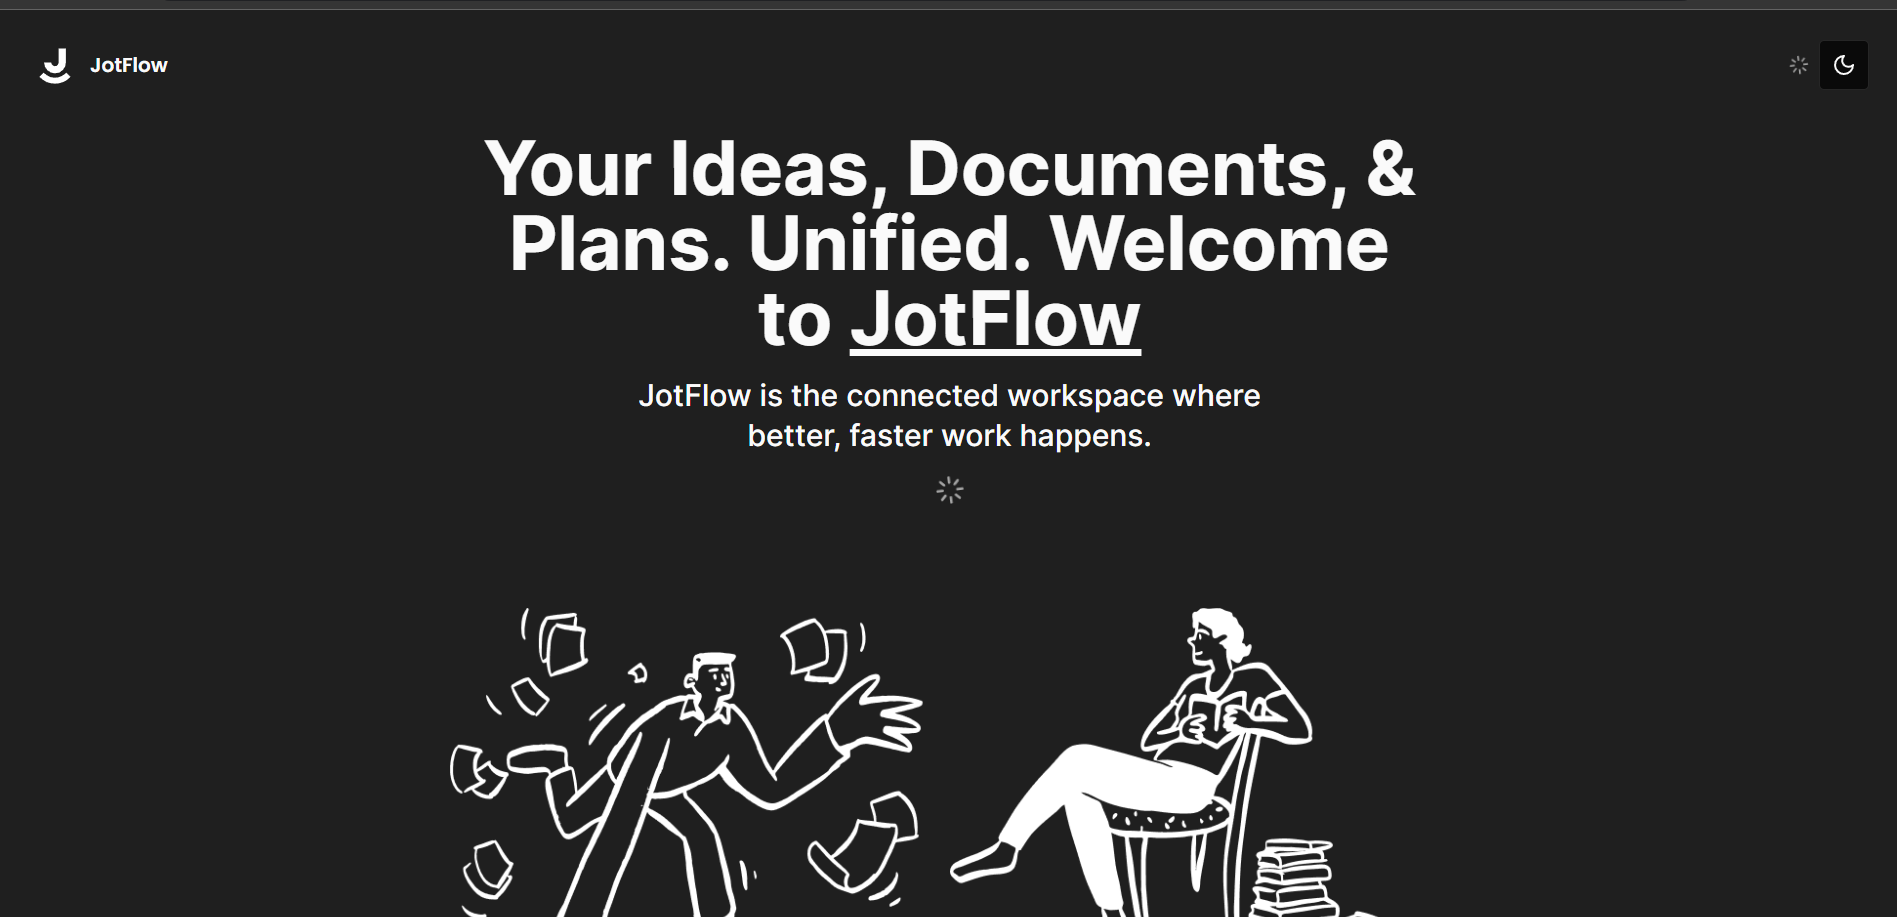 JotFlow
Your Ideas, Documents, &
Plans. Unified. Welcome
to JotFlow
JotFlow is the connected workspace where
better, faster work happens.